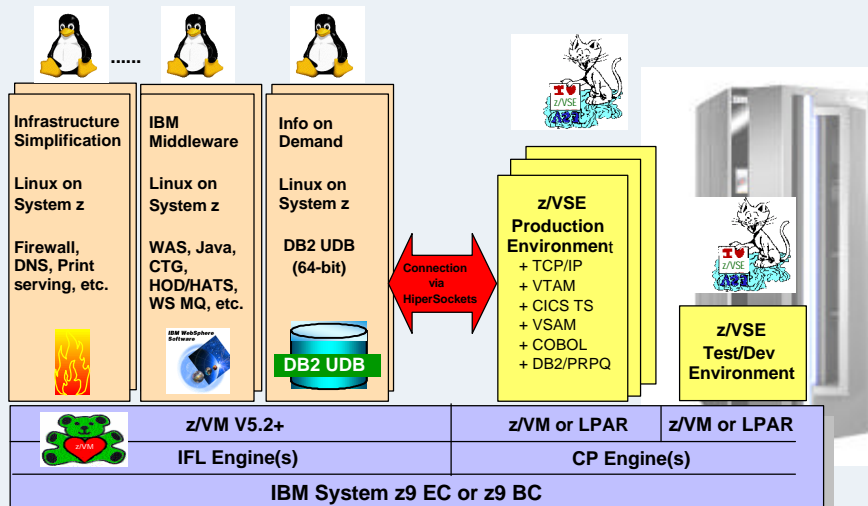 ......
Infrastructure
Simplification
Linux on
System z
Firewall,
DNS, Print
serving, etc.
IBM
Middleware
Linux on
System z
WAS, Java,
CTG,
HOD/HATS,
WS MQ, etc.
IBM WebSphere
Software
Info on
Demand
Linux on
System z
DB2 UDB
(64-bit)
DB2 UDB
Connection
via
HiperSockets
I
z/VSE
z/VSE
Production
Environment
+ TCP/IP
+ VTAM
+ CICS TS
+ VSAM
+ COBOL
+ DB2/PRPQ
I
z/VSE
z/VSE
Test/Dev
Environment
z/VM
z/VM V5.2+
z/VM or LPAR
z/VM or LPAR
IFL Engine(s)
CP Engine(s)
IBM System z9 EC or z9 BC